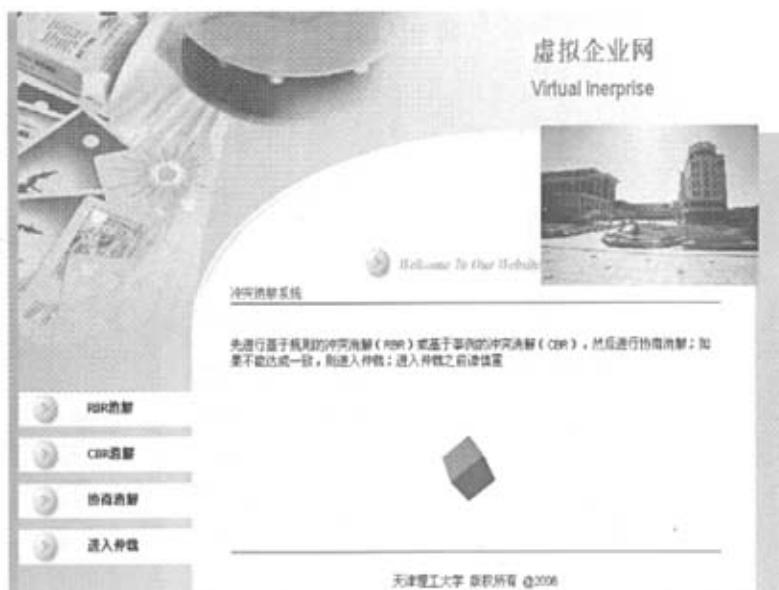 虚拟企业网
Virtual Inerprise
Welcome To Our Website
冲突消解系统
先进行基于规则的冲突消解(RBR)或基于事例的冲突消解(CBR),然后进行协商消解;如
果不能达成一致,则进入仲裁;进入仲裁之前请慎重
RBR消解
CBR消解
协商消解
进入仲裁
天津理工大学 版权所有 @2006